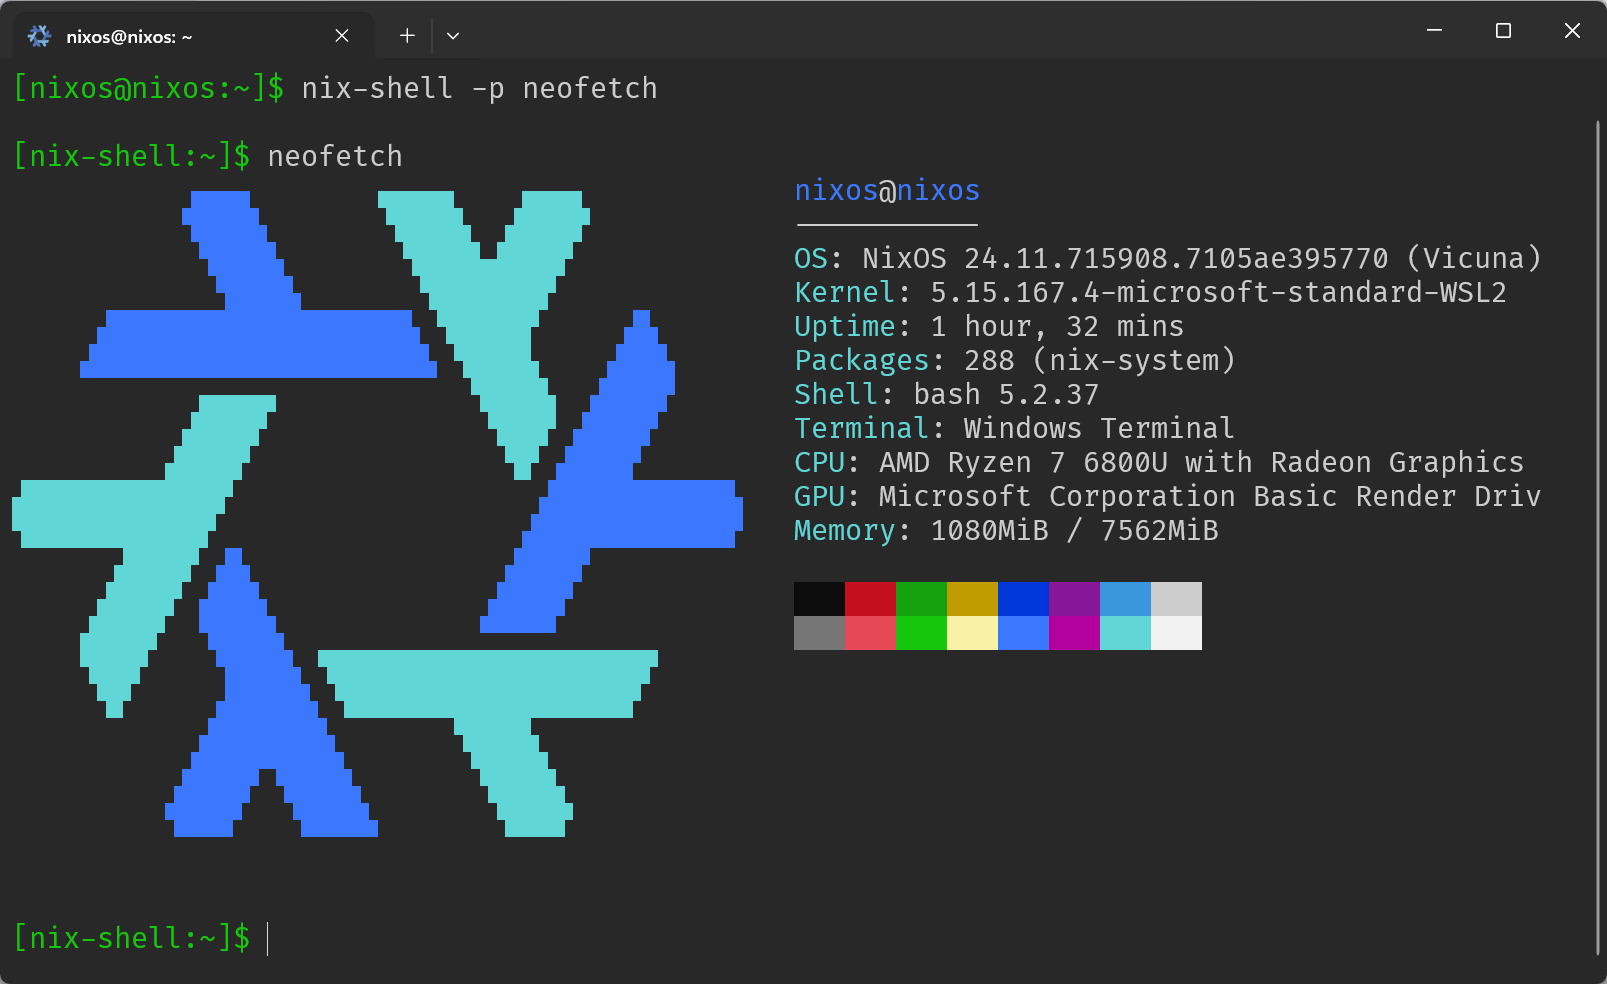 nixos@nixos: ~
[nixos@nixos:~]$ nix-shell -p neofetch
[nix-shell:~]$ neofetch
nixos@nixos
-----------
OS: NixOS 24.11.715908.7105ae395770 (Vicuna)
Kernel: 5.15.167.4-microsoft-standard-WSL2
Uptime: 1 hour, 32 mins
Packages: 288 (nix-system)
Shell: bash 5.2.37
Terminal: Windows Terminal
CPU: AMD Ryzen 7 6800U with Radeon Graphics
GPU: Microsoft Corporation Basic Render Driv
Memory: 1080MiB / 7562MiB
[nix-shell:~]$